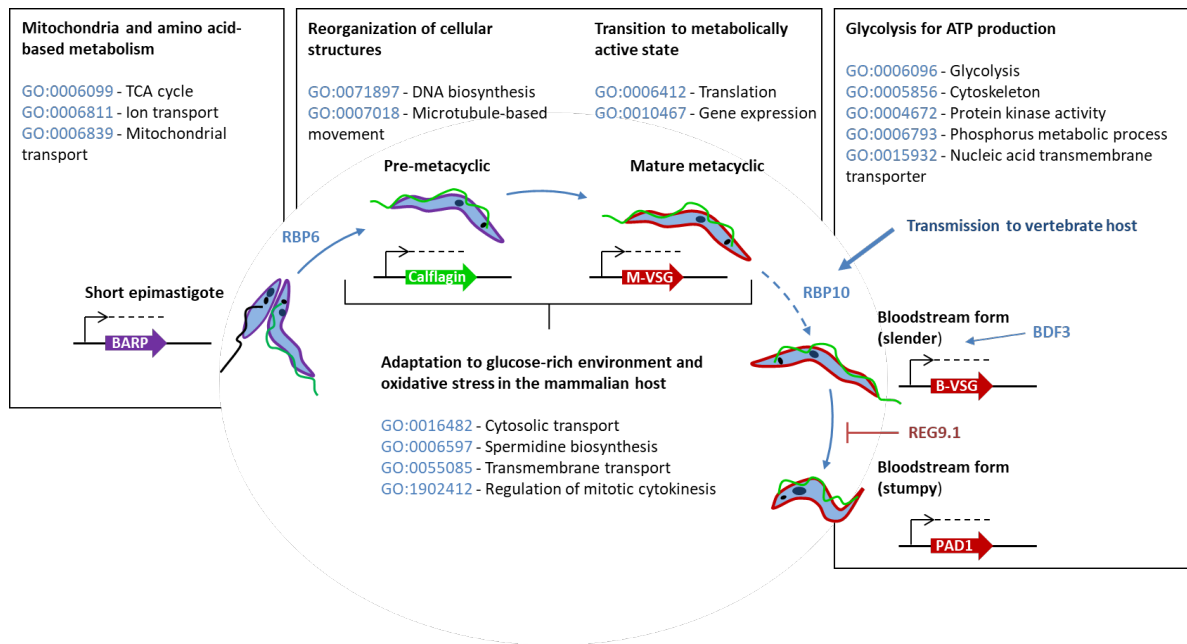 Mitochondria and amino acid-
based metabolism
GO:0006099 - TCA cycle
GO:0006811 - Ion transport
GO:0006839 - Mitochondrial
transport
Reorganization of cellular
structures
GO:0071897 - DNA biosynthesis
GO:0007018 - Microtubule-based
movement
Transition to metabolically
active state
GO:0006412 - Translation
GO:0010467 - Gene expression
Glycolysis for ATP production
GO:0006096 - Glycolysis
GO:0005856 - Cytoskeleton
GO:0004672 - Protein kinase activity
GO:0006793 - Phosphorus metabolic process
GO:0015932 - Nucleic acid transmembrane
transporter
Pre-metacyclic
Mature metacyclic
Transmission to vertebrate host
RBP6
Calflagin
M-VSG
RBP10
Short epimastigote
BARP
Bloodstream form
(slender)
BDF3
B-VSG
Adaptation to glucose-rich environment and
oxidative stress in the mammalian host
GO:0016482 - Cytosolic transport
GO:0006597 - Spermidine biosynthesis
GO:0055085 - Transmembrane transport
GO:1902412 - Regulation of mitotic cytokinesis
REG9.1
Bloodstream form
(stumpy)
PAD1